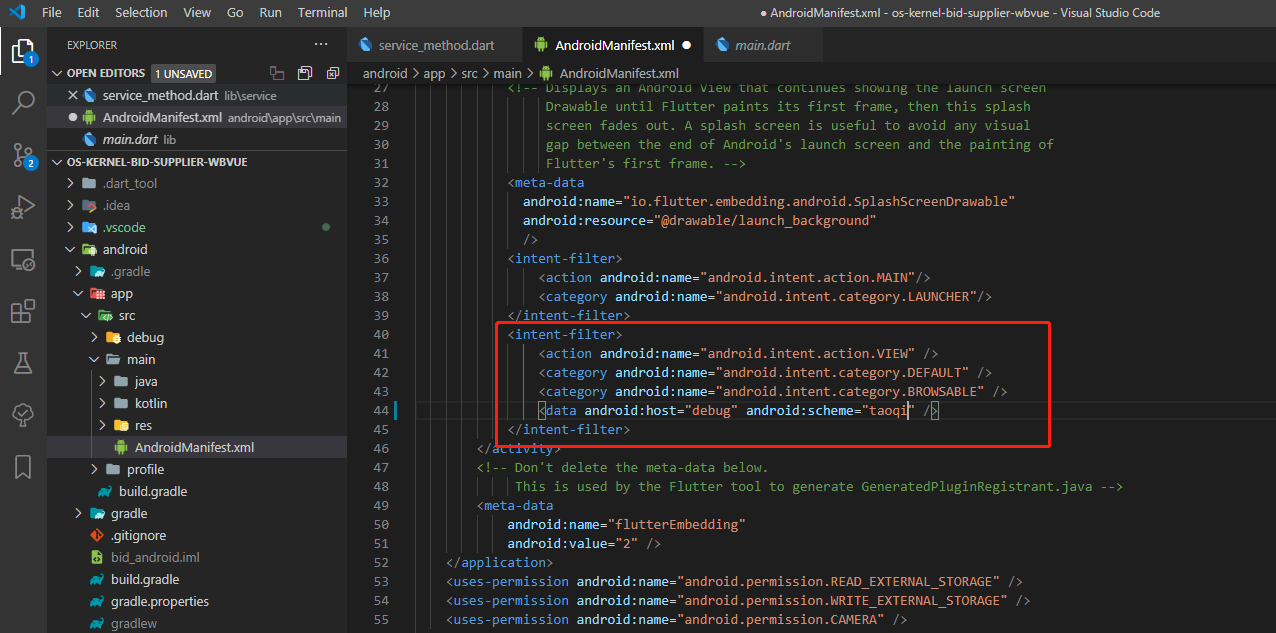 File Edit Selection View Go Run Terminal Help
● AndroidManifest.xml - os-kernel-bid-supplier-wbvue - Visual Studio Code
EXPLORER
service_method.dart
AndroidManifest.xml
main.dart
OPEN EDITORS 1 UNSAVED
android > app > src > main > AndroidManifest.xml
service_method.dart lib\service
AndroidManifest.xml android\app\src\main
main.dart lib
OS-KERNEL-BID-SUPPLIER-WBVUE
.dart_tool
.idea
.vscode
android
.gradle
app
src
debug
main
java
kotlin
res
AndroidManifest.xml
profile
build.gradle
gradle
.gitignore
bid_android.iml
build.gradle
gradle.properties
gradlew
1
2
27 <!-- Displays an Android View that continues showing the launch screen
28 Drawable until Flutter paints its first frame, then this splash
29 screen fades out. A splash screen is useful to avoid any visual
30 gap between the end of Android's launch screen and the painting of
31 Flutter's first frame. -->
32 <meta-data
33 android:name="io.flutter.embedding.android.SplashScreenDrawable"
34 android:resource="@drawable/launch_background"
35 />
36 <intent-filter>
37 <action android:name="android.intent.action.MAIN"/>
38 <category android:name="android.intent.category.LAUNCHER"/>
39 </intent-filter>
40 <intent-filter>
41 <action android:name="android.intent.action.VIEW" />
42 <category android:name="android.intent.category.DEFAULT" />
43 <category android:name="android.intent.category.BROWSABLE" />
44 <data android:host="debug" android:scheme="taoqi" />
45 </intent-filter>
46 </activity>
47 <!-- Don't delete the meta-data below.
48 This is used by the Flutter tool to generate GeneratedPluginRegistrant.java -->
49 <meta-data
50 android:name="flutterEmbedding"
51 android:value="2" />
52 </application>
53 <uses-permission android:name="android.permission.READ_EXTERNAL_STORAGE" />
54 <uses-permission android:name="android.permission.WRITE_EXTERNAL_STORAGE" />
55 <uses-permission android:name="android.permission.CAMERA" />